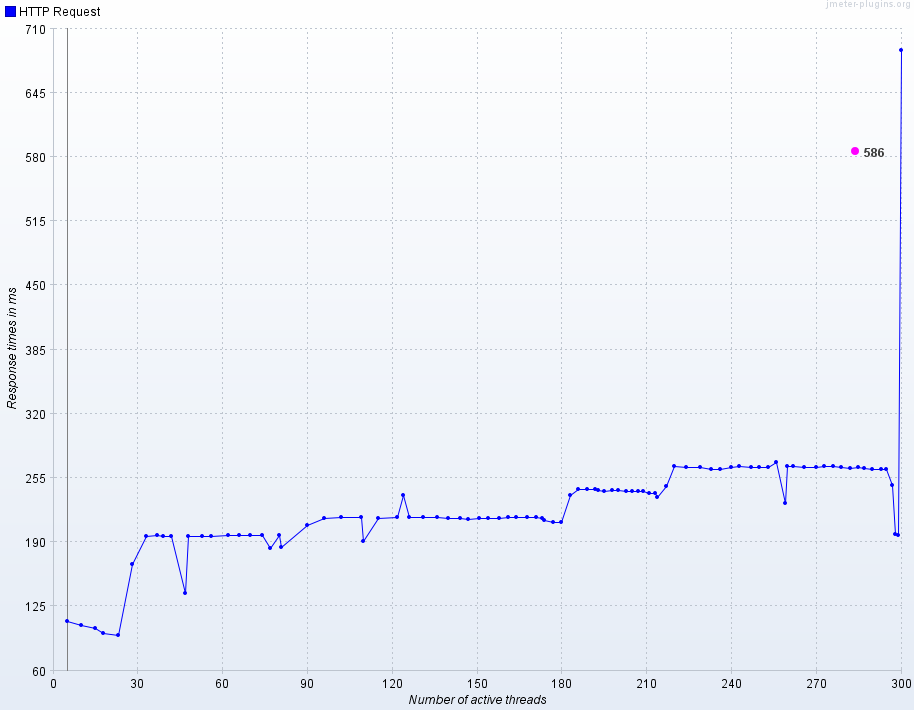 HTTP Request
jmeter-plugins.org
710
645
580
586
515
450
385
320
255
190
125
60
Response times in ms
0 30 60 90 120 150 180 210 240 270 300
Number of active threads